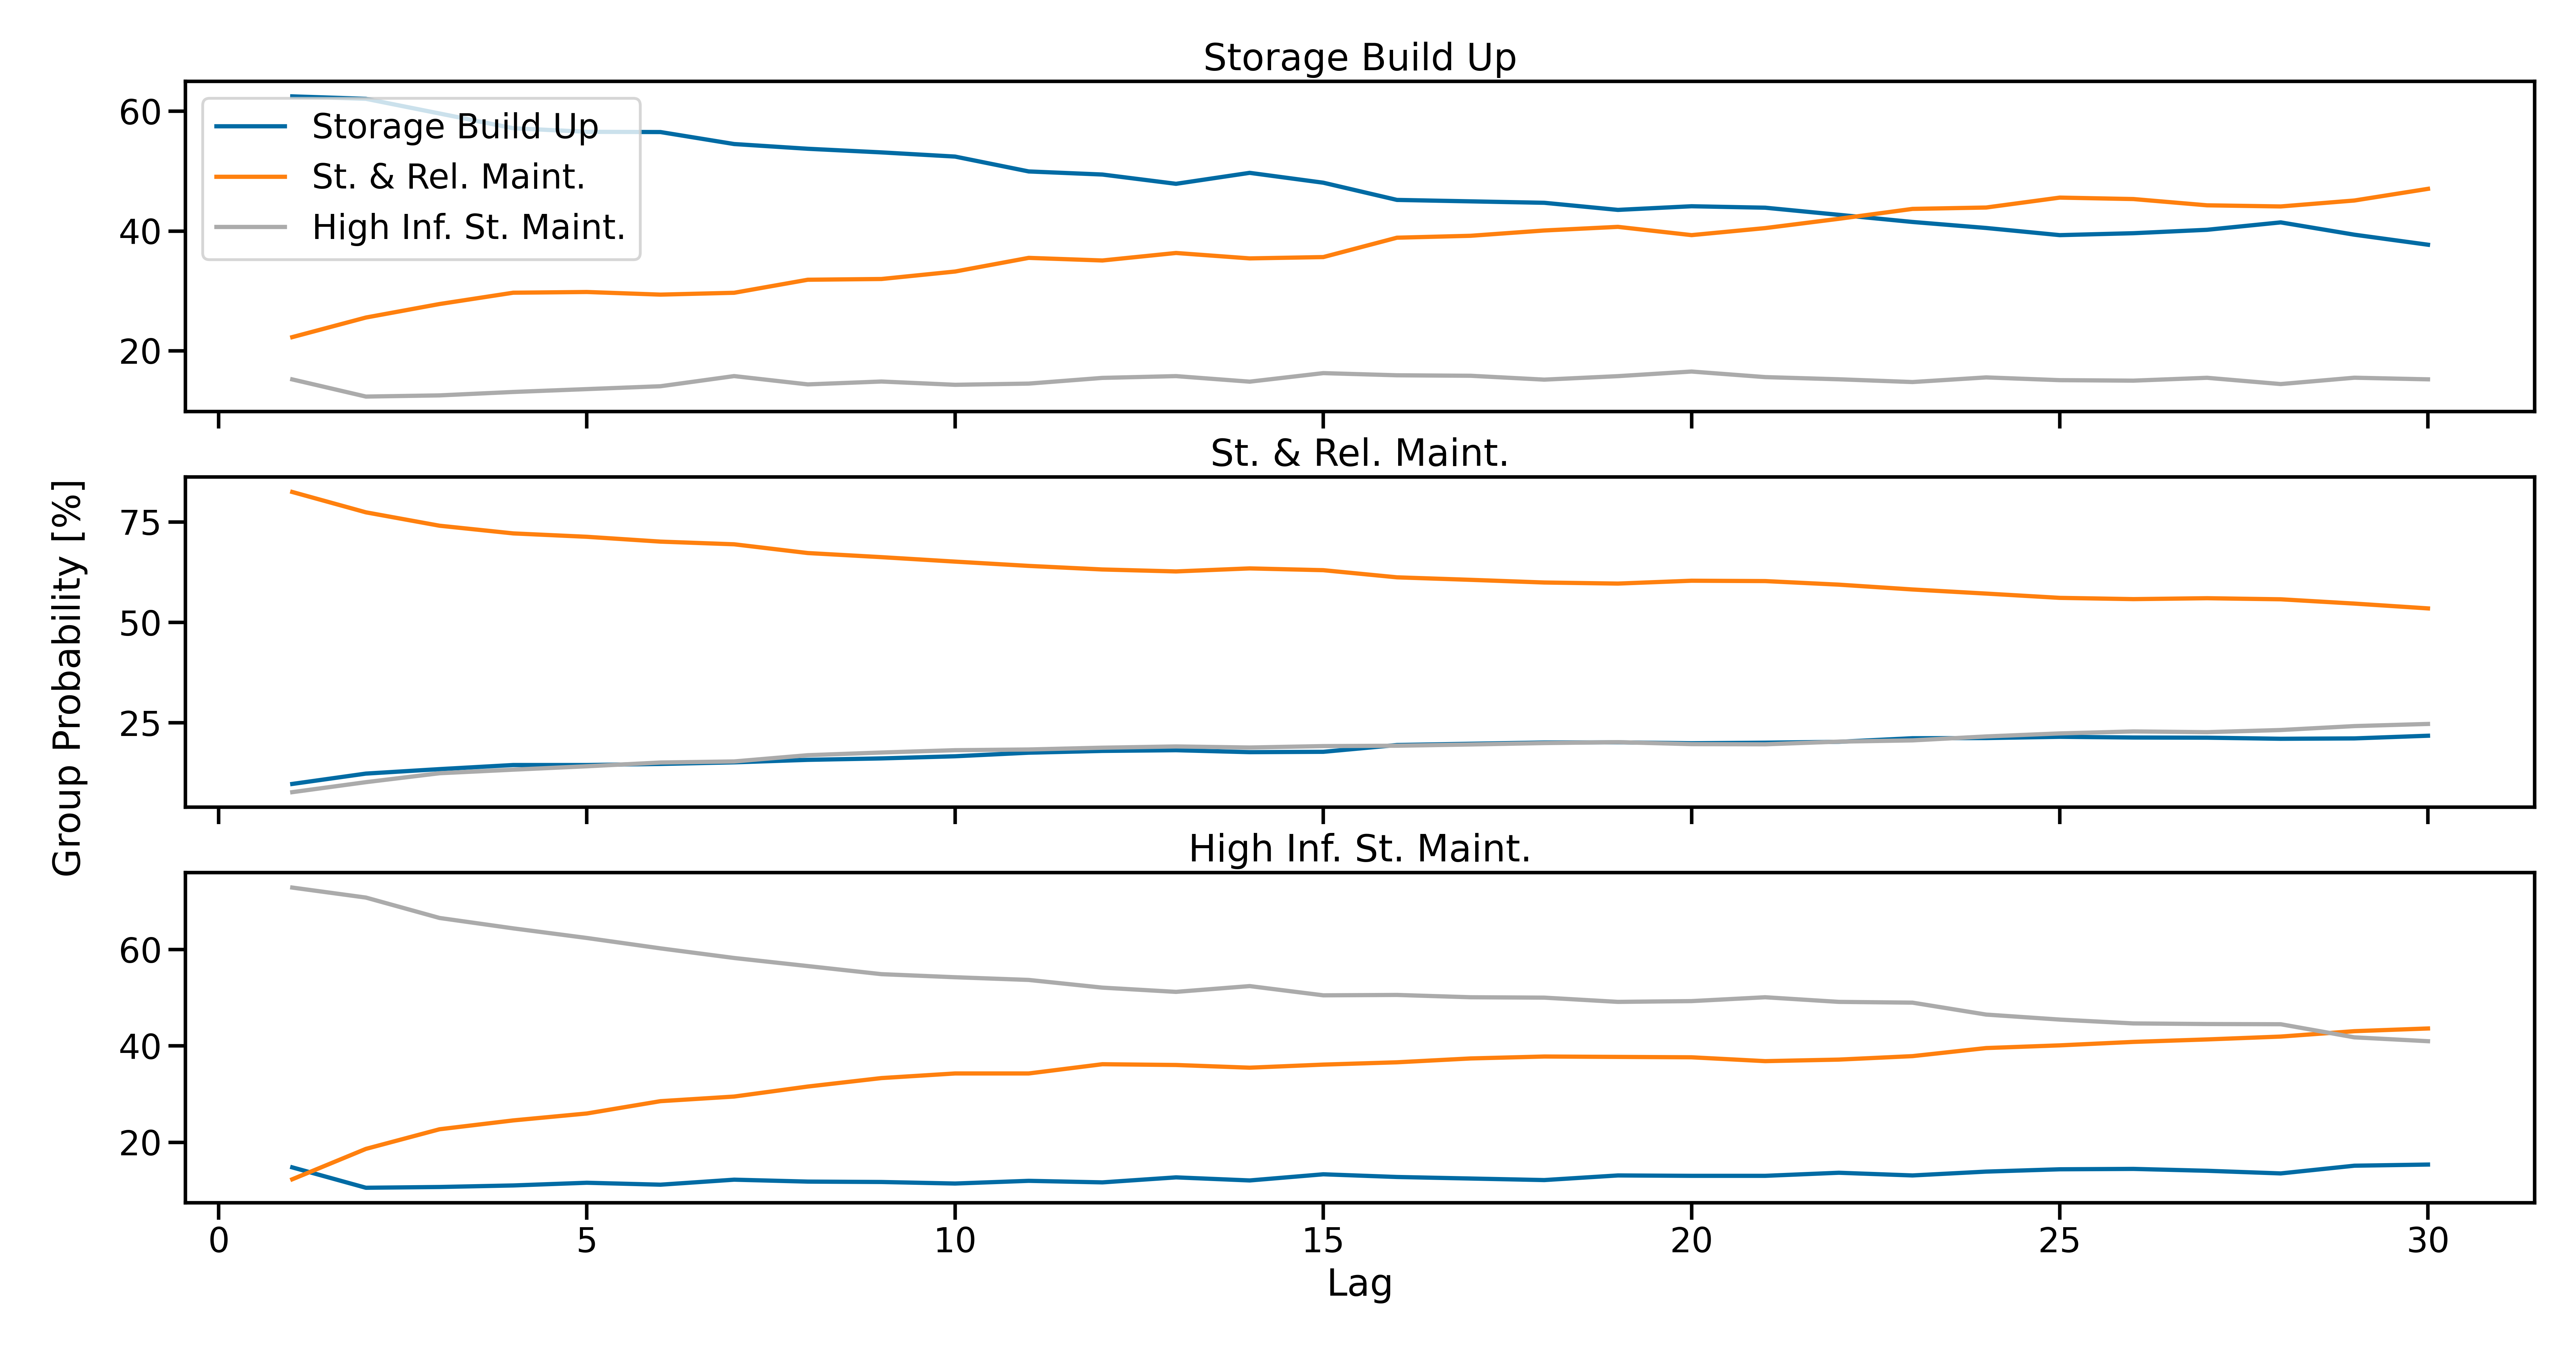 Storage Build Up
60
40
20
Storage Build Up
St. & Rel. Maint.
High Inf. St. Maint.
St. & Rel. Maint.
Group Probability [%]
75
50
25
High Inf. St. Maint.
60
40
20
0 5 10 15 20 25 30
Lag